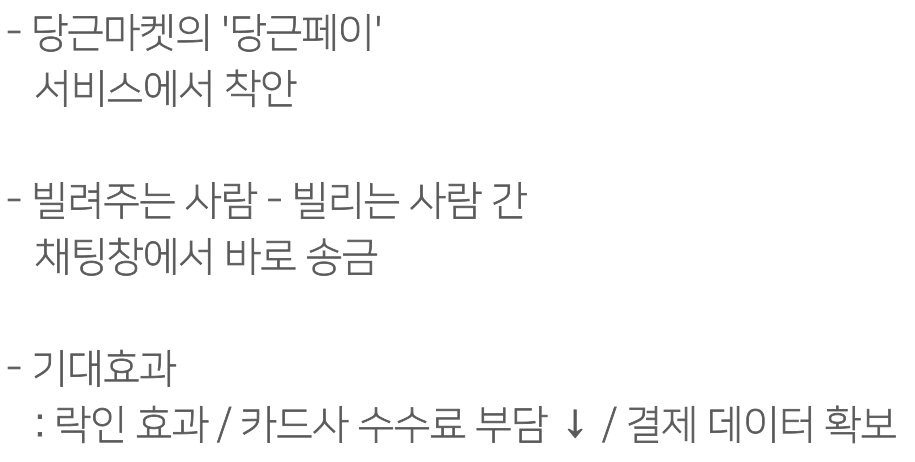 - 당근마켓의 '당근페이'
서비스에서 착안
- 빌려주는 사람 - 빌리는 사람 간
채팅창에서 바로 송금
- 기대효과
: 락인 효과 / 카드사 수수료 부담 ↓ / 결제 데이터 확보